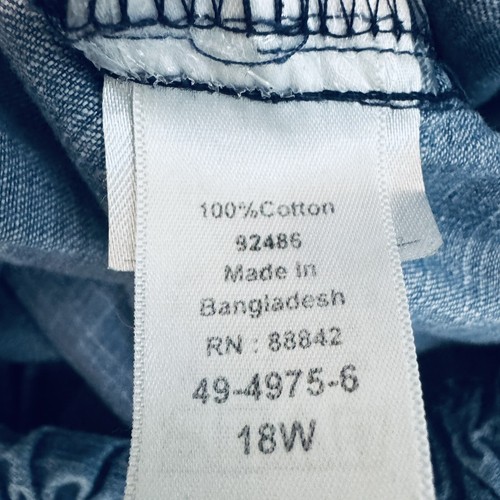 100%Cotton
92486
Made in
Bangladesh
RN : 88842
49-4975-6
18W